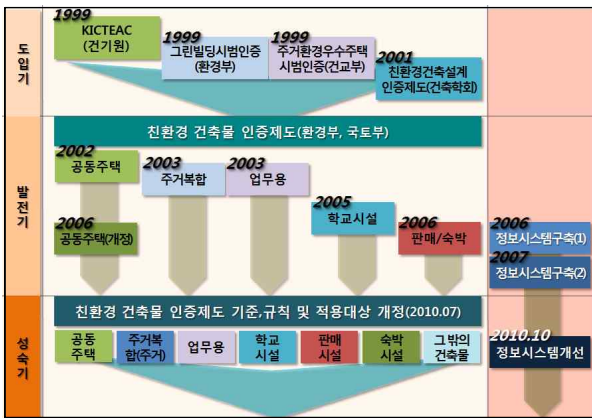 도입기
1999
KICTEAC
(건기원)
1999
그린빌딩시범인증
(환경부)
1999
주거환경우수주택
시범인증(건교부)
2001
친환경건축설계
인증제도(건축학회)
발전기
친환경 건축물 인증제도(환경부, 국토부)
2002
공동주택
2003
주거복합
2003
업무용
2005
학교시설
2006
공동주택(개정)
2006
판매/숙박
2006
정보시스템구축(1)
2007
정보시스템구축(2)
성숙기
친환경 건축물 인증제도 기준,규칙 및 적용대상 개정(2010.07)
공동
주택
주거복
합(주거)
업무용
학교
시설
판매
시설
숙박
시설
그 밖의
건축물
2010.10
정보시스템개선